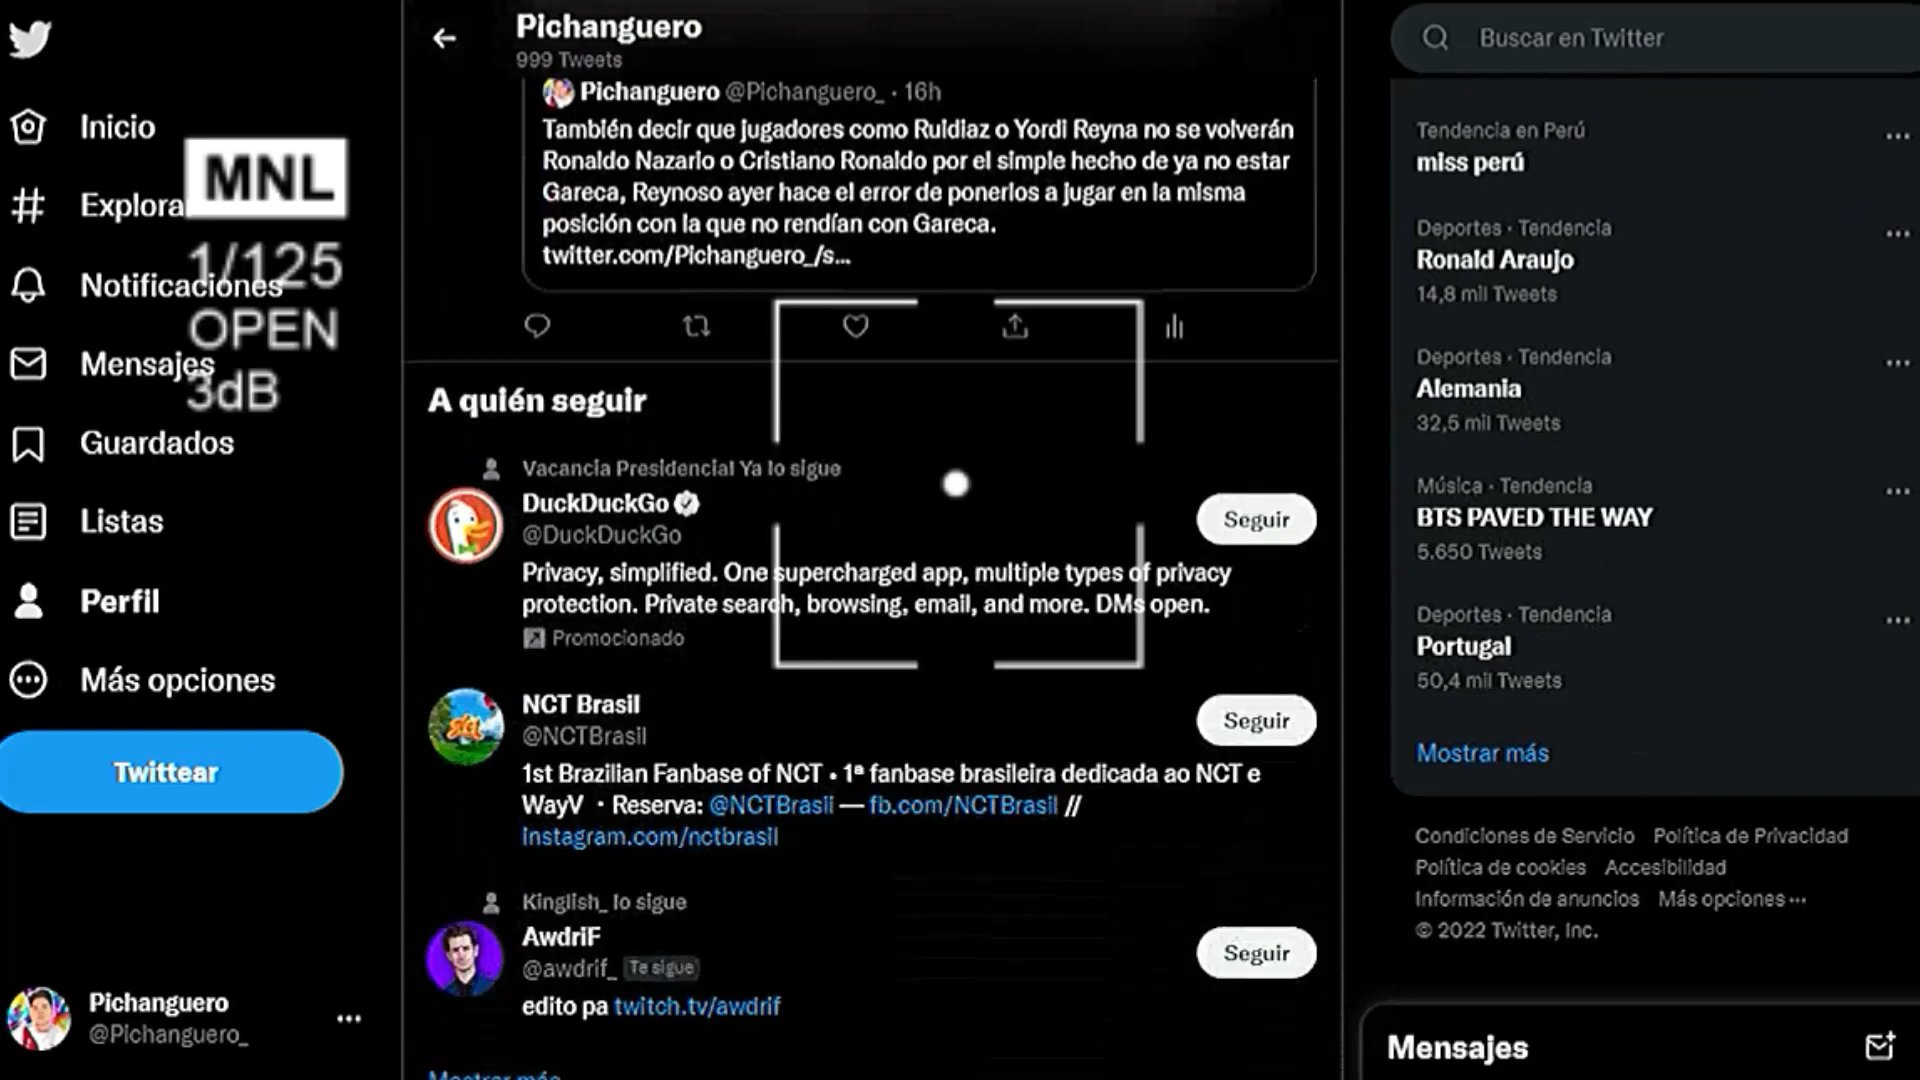 Inicio
Explora
Notificaciones
Mensajes
Guardados
Listas
Perfil
Más opciones
Twittear
Pichanguero
@Pichanguero_
MNL
1/125
OPEN
3dB
Pichanguero
999 Tweets
Pichanguero @Pichanguero_ · 16h
También decir que jugadores como Ruidiaz o Yordi Reyna no se volverán
Ronaldo Nazario o Cristiano Ronaldo por el simple hecho de ya no estar
Gareca, Reynoso ayer hace el error de ponerlos a jugar en la misma
posición con la que no rendían con Gareca.
twitter.com/Pichanguero_/s...
A quién seguir
Vacancia Presidencial Ya lo sigue
DuckDuckGo
@DuckDuckGo
Seguir
Privacy, simplified. One supercharged app, multiple types of privacy
protection. Private search, browsing, email, and more. DMs open.
Promocionado
NCT Brasil
@NCTBrasil
Seguir
1st Brazilian Fanbase of NCT • 1ª fanbase brasileira dedicada ao NCT e
WayV • Reserva: @NCTBrasil — fb.com/NCTBrasil //
instagram.com/nctbrasil
Kinglish_ lo sigue
AwdriF
@awdrif_ Te sigue
Seguir
edito pa twitch.tv/awdrif
Mostrar más
Buscar en Twitter
Tendencia en Perú
miss perú
Deportes · Tendencia
Ronald Araujo
14,8 mil Tweets
Deportes · Tendencia
Alemania
32,5 mil Tweets
Música · Tendencia
BTS PAVED THE WAY
5.650 Tweets
Deportes · Tendencia
Portugal
50,4 mil Tweets
Mostrar más
Condiciones de Servicio Política de Privacidad
Política de cookies Accesibilidad
Información de anuncios Más opciones ···
© 2022 Twitter, Inc.
Mensajes